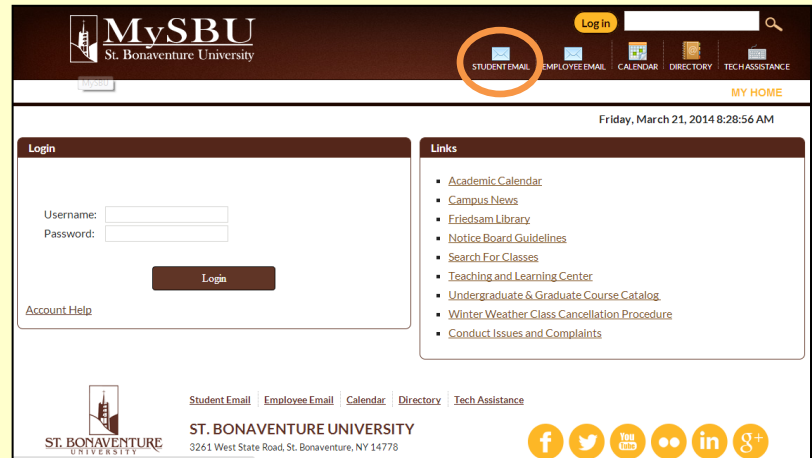 MySBU
St. Bonaventure University
Log in
STUDENT EMAIL EMPLOYEE EMAIL CALENDAR DIRECTORY TECH ASSISTANCE
MySBU
MY HOME
Friday, March 21, 2014 8:28:56 AM
Login
Username:
Password:
Login
Account Help
Links
Academic Calendar
Campus News
Friedsam Library
Notice Board Guidelines
Search For Classes
Teaching and Learning Center
Undergraduate & Graduate Course Catalog
Winter Weather Class Cancellation Procedure
Conduct Issues and Complaints
ST. BONAVENTURE
UNIVERSITY
Student Email Employee Email Calendar Directory Tech Assistance
ST. BONAVENTURE UNIVERSITY
3261 West State Road, St. Bonaventure, NY 14778
f You Tube in g+